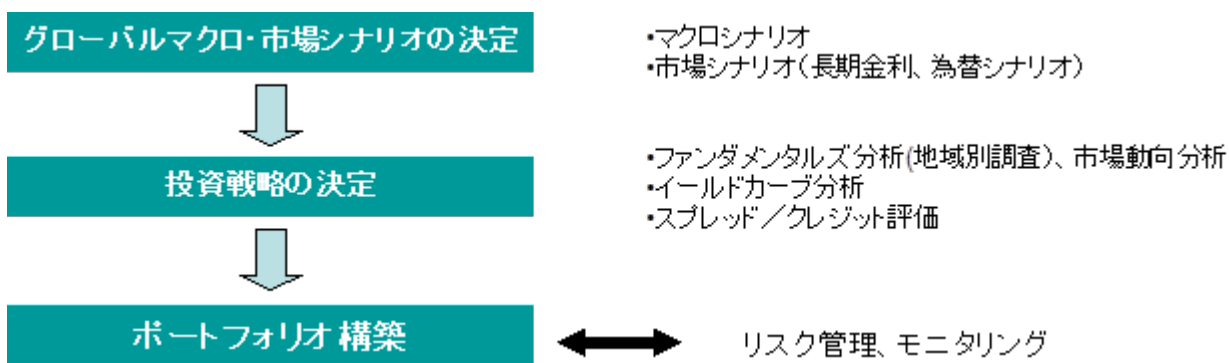 グローバルマクロ・市場シナリオの決定
・マクロシナリオ
・市場シナリオ(長期金利、為替シナリオ)
投資戦略の決定
・ファンダメンタルズ分析(地域別調査)、市場動向分析
・イールドカーブ分析
・スプレッド／クレジット評価
ポートフォリオ構築
リスク管理、モニタリング